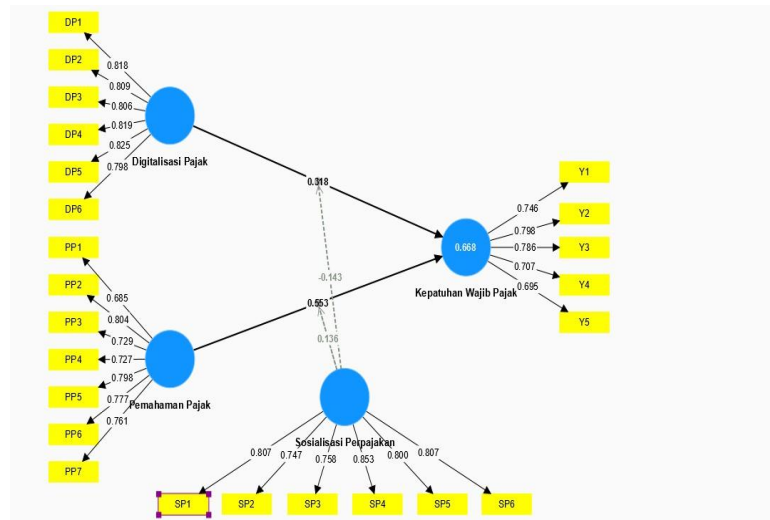 DP1
DP2
DP3
DP4
DP5
DP6
0.818
0.809
0.806
0.819
0.825
0.798
Digitalisasi Pajak
PP1
PP2
PP3
PP4
PP5
PP6
PP7
0.685
0.804
0.729
0.727
0.798
0.777
0.761
Pemahaman Pajak
0.318
-0.143
0.553
0.136
0.668
Kepatuhan Wajib Pajak
0.746
0.798
0.786
0.707
0.695
Y1
Y2
Y3
Y4
Y5
Sosialisasi Perpajakan
0.807
0.747
0.758
0.853
0.800
0.807
SP1
SP2
SP3
SP4
SP5
SP6